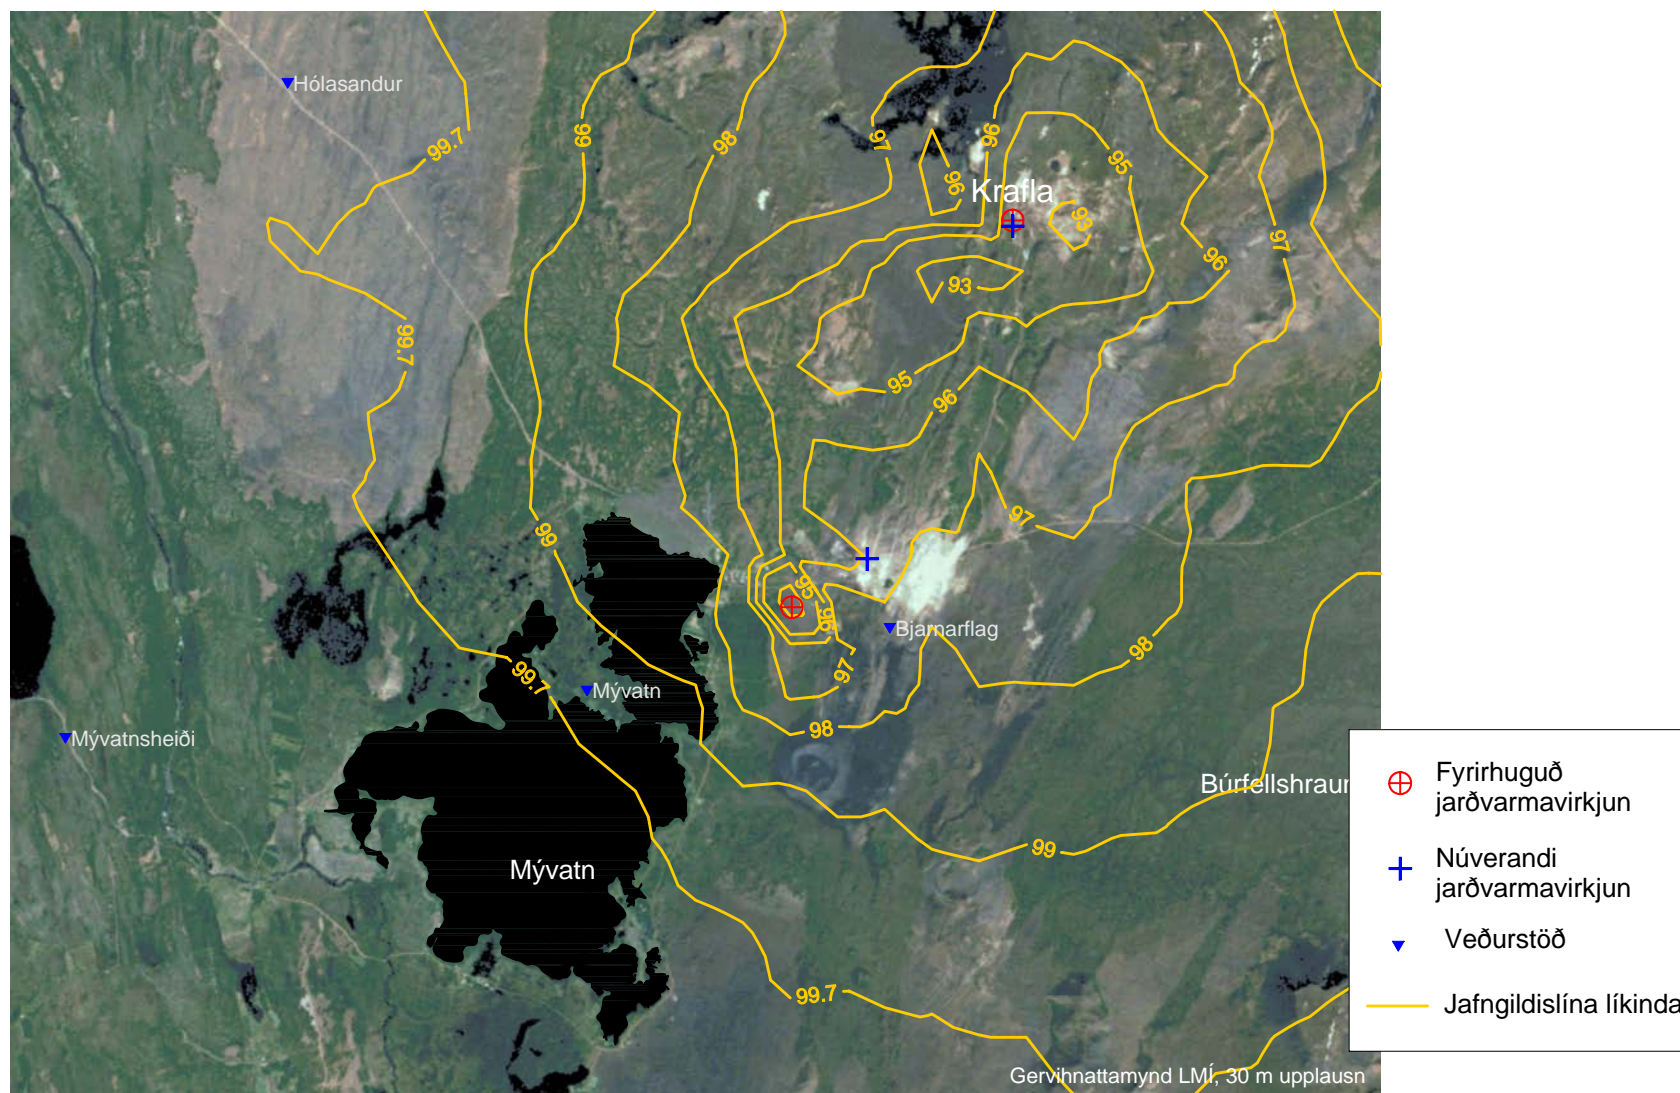 Hólasandur
99.7
99
98
97
96
96
95
Krafla
93
97
96
93
99.7
95
96
97
99
95
96
Bjarnarflag
98
97
99.7
Mývatn
98
Mývatnsheiði
Búrfellshraun
Mývatn
99
99.7
Fyrirhuguð
jarðvarmavirkjun
Núverandi
jarðvarmavirkjun
Veðurstöð
Jafngildislína líkinda
Gervihnattamynd LMÍ, 30 m upplausn